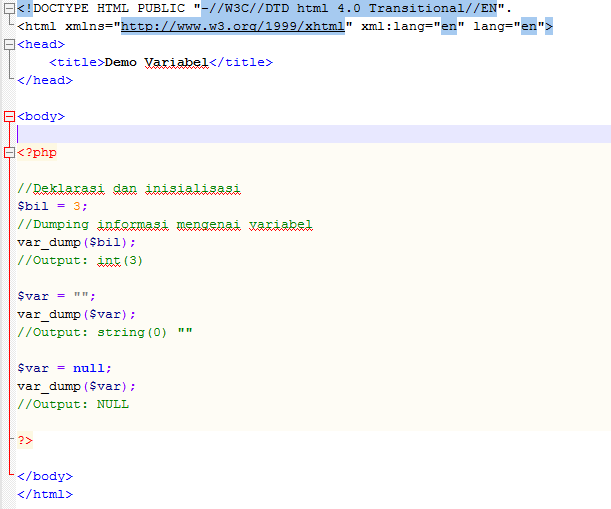 <!DOCTYPE HTML PUBLIC "-//W3C//DTD html 4.0 Transitional//EN".
<html xmlns="http://www.w3.org/1999/xhtml" xml:lang="en" lang="en">
<head>
<title>Demo Variabel</title>
</head>
<body>
<?php
//Deklarasi dan inisialisasi
$bil = 3;
//Dumping informasi mengenai variabel
var_dump($bil);
//Output: int(3)
$var = "";
var_dump($var);
//Output: string(0) ""
$var = null;
var_dump($var);
//Output: NULL
?>
</body>
</html>